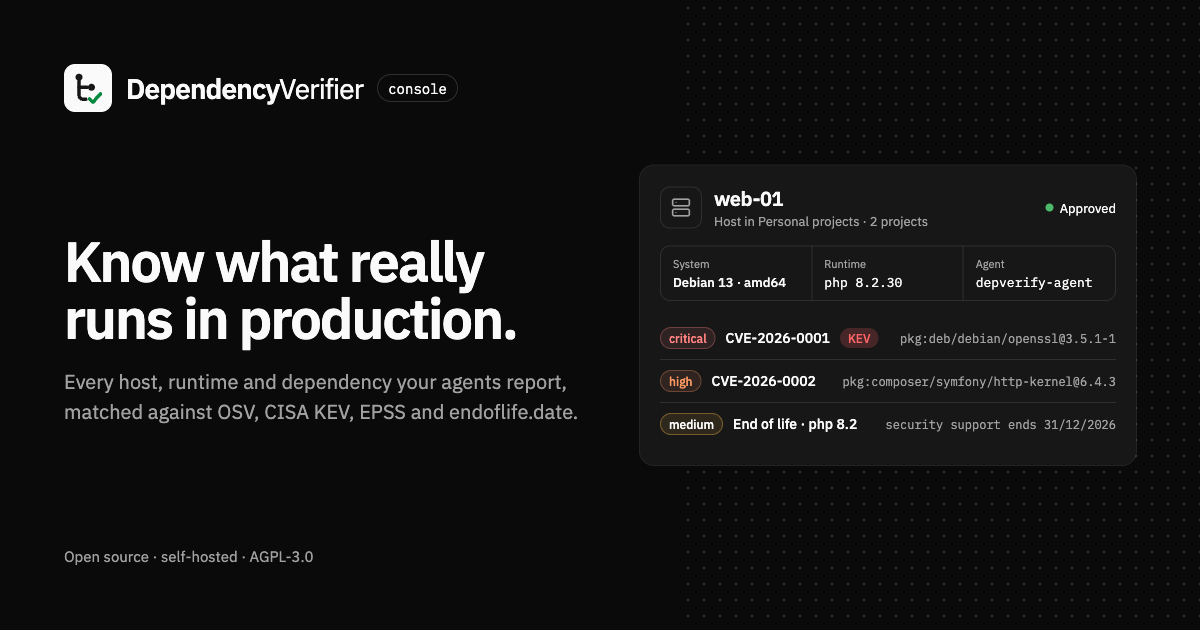 DependencyVerifier console
Know what really
runs in production.
Every host, runtime and dependency your agents report,
matched against OSV, CISA KEV, EPSS and endoflife.date.
Open source · self-hosted · AGPL-3.0
web-01
Host in Personal projects · 2 projects
Approved
System
Debian 13 · amd64
Runtime
php 8.2.30
Agent
depverify-agent
critical CVE-2026-0001 KEV pkg:deb/debian/openssl@3.5.1-1
high CVE-2026-0002 pkg:composer/symfony/http-kernel@6.4.3
medium End of life · php 8.2 security support ends 31/12/2026